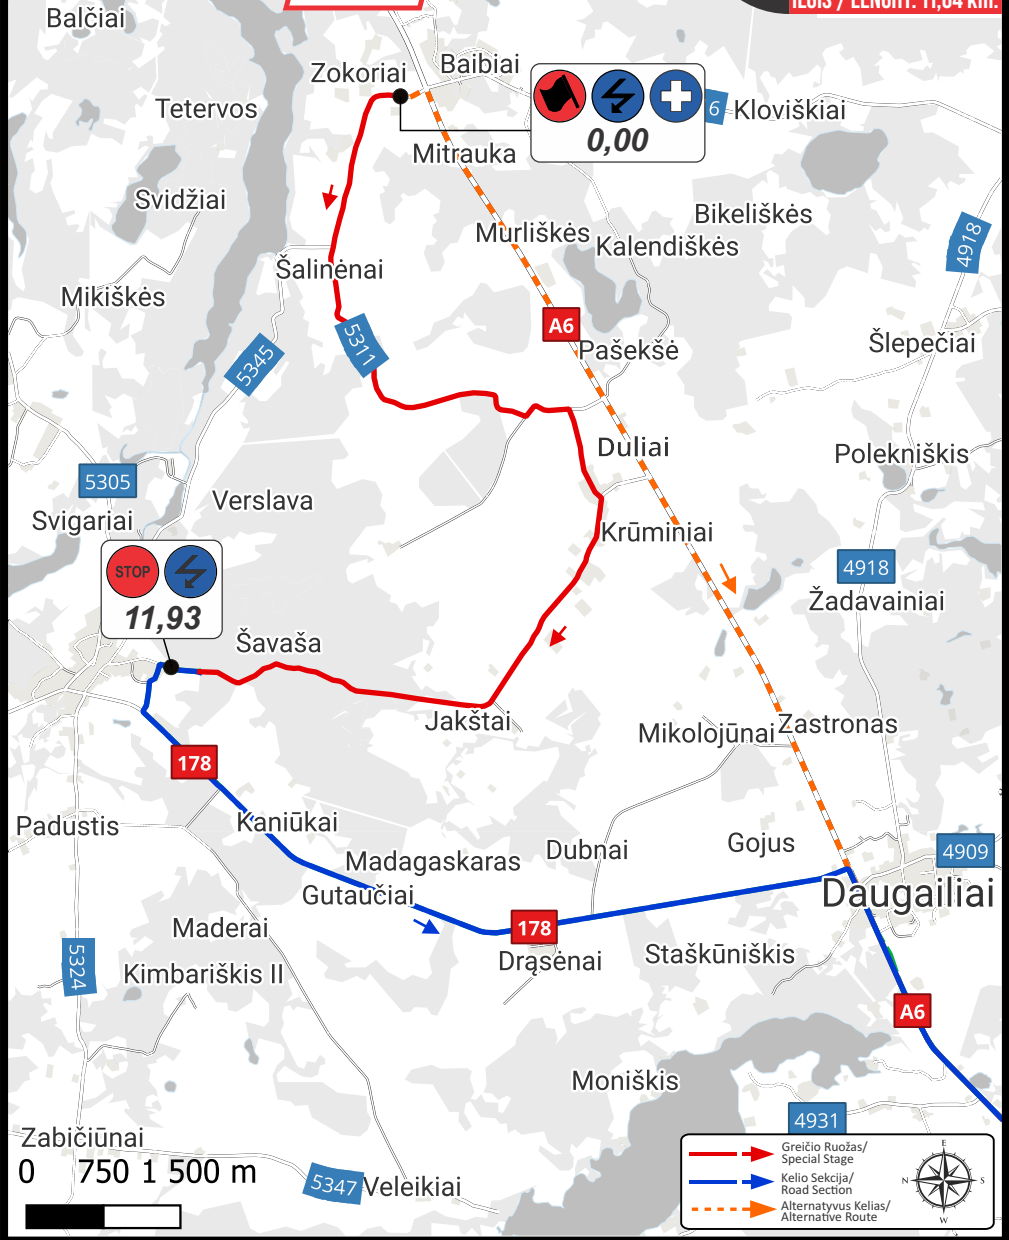 ILGIS / LENGHT: 11,64 km.
Balčiai
Baibiai
Zokoriai
Tetervos
6
Kloviškiai
0,00
Mitrauka
Svidžiai
Bikeliškės
Murliškės
Kalendiškės
4918
Šalinėnai
Mikiškės
A6
5311
Pašekšė
Šlepečiai
5345
Duliai
Polekniškis
5305
Verslava
Svigariai
Krūminiai
4918
STOP
Žadavainiai
11,93
Šavaša
Jakštai
Mikolojūnai
Zastronas
178
Padustis
Kaniūkai
Dubnai
Gojus
4909
Madagaskaras
Gutaučiai
Daugailiai
Maderai
178
Drąsėnai
Staškūniškis
5324
Kimbariškis II
A6
Moniškis
4931
Zabičiūnai
0 750 1 500 m
5347
Veleikiai
Greičio Ruožas/
Special Stage
Kelio Sekcija/
Road Section
Alternatyvus Kelias/
Alternative Route
E
N
S
W